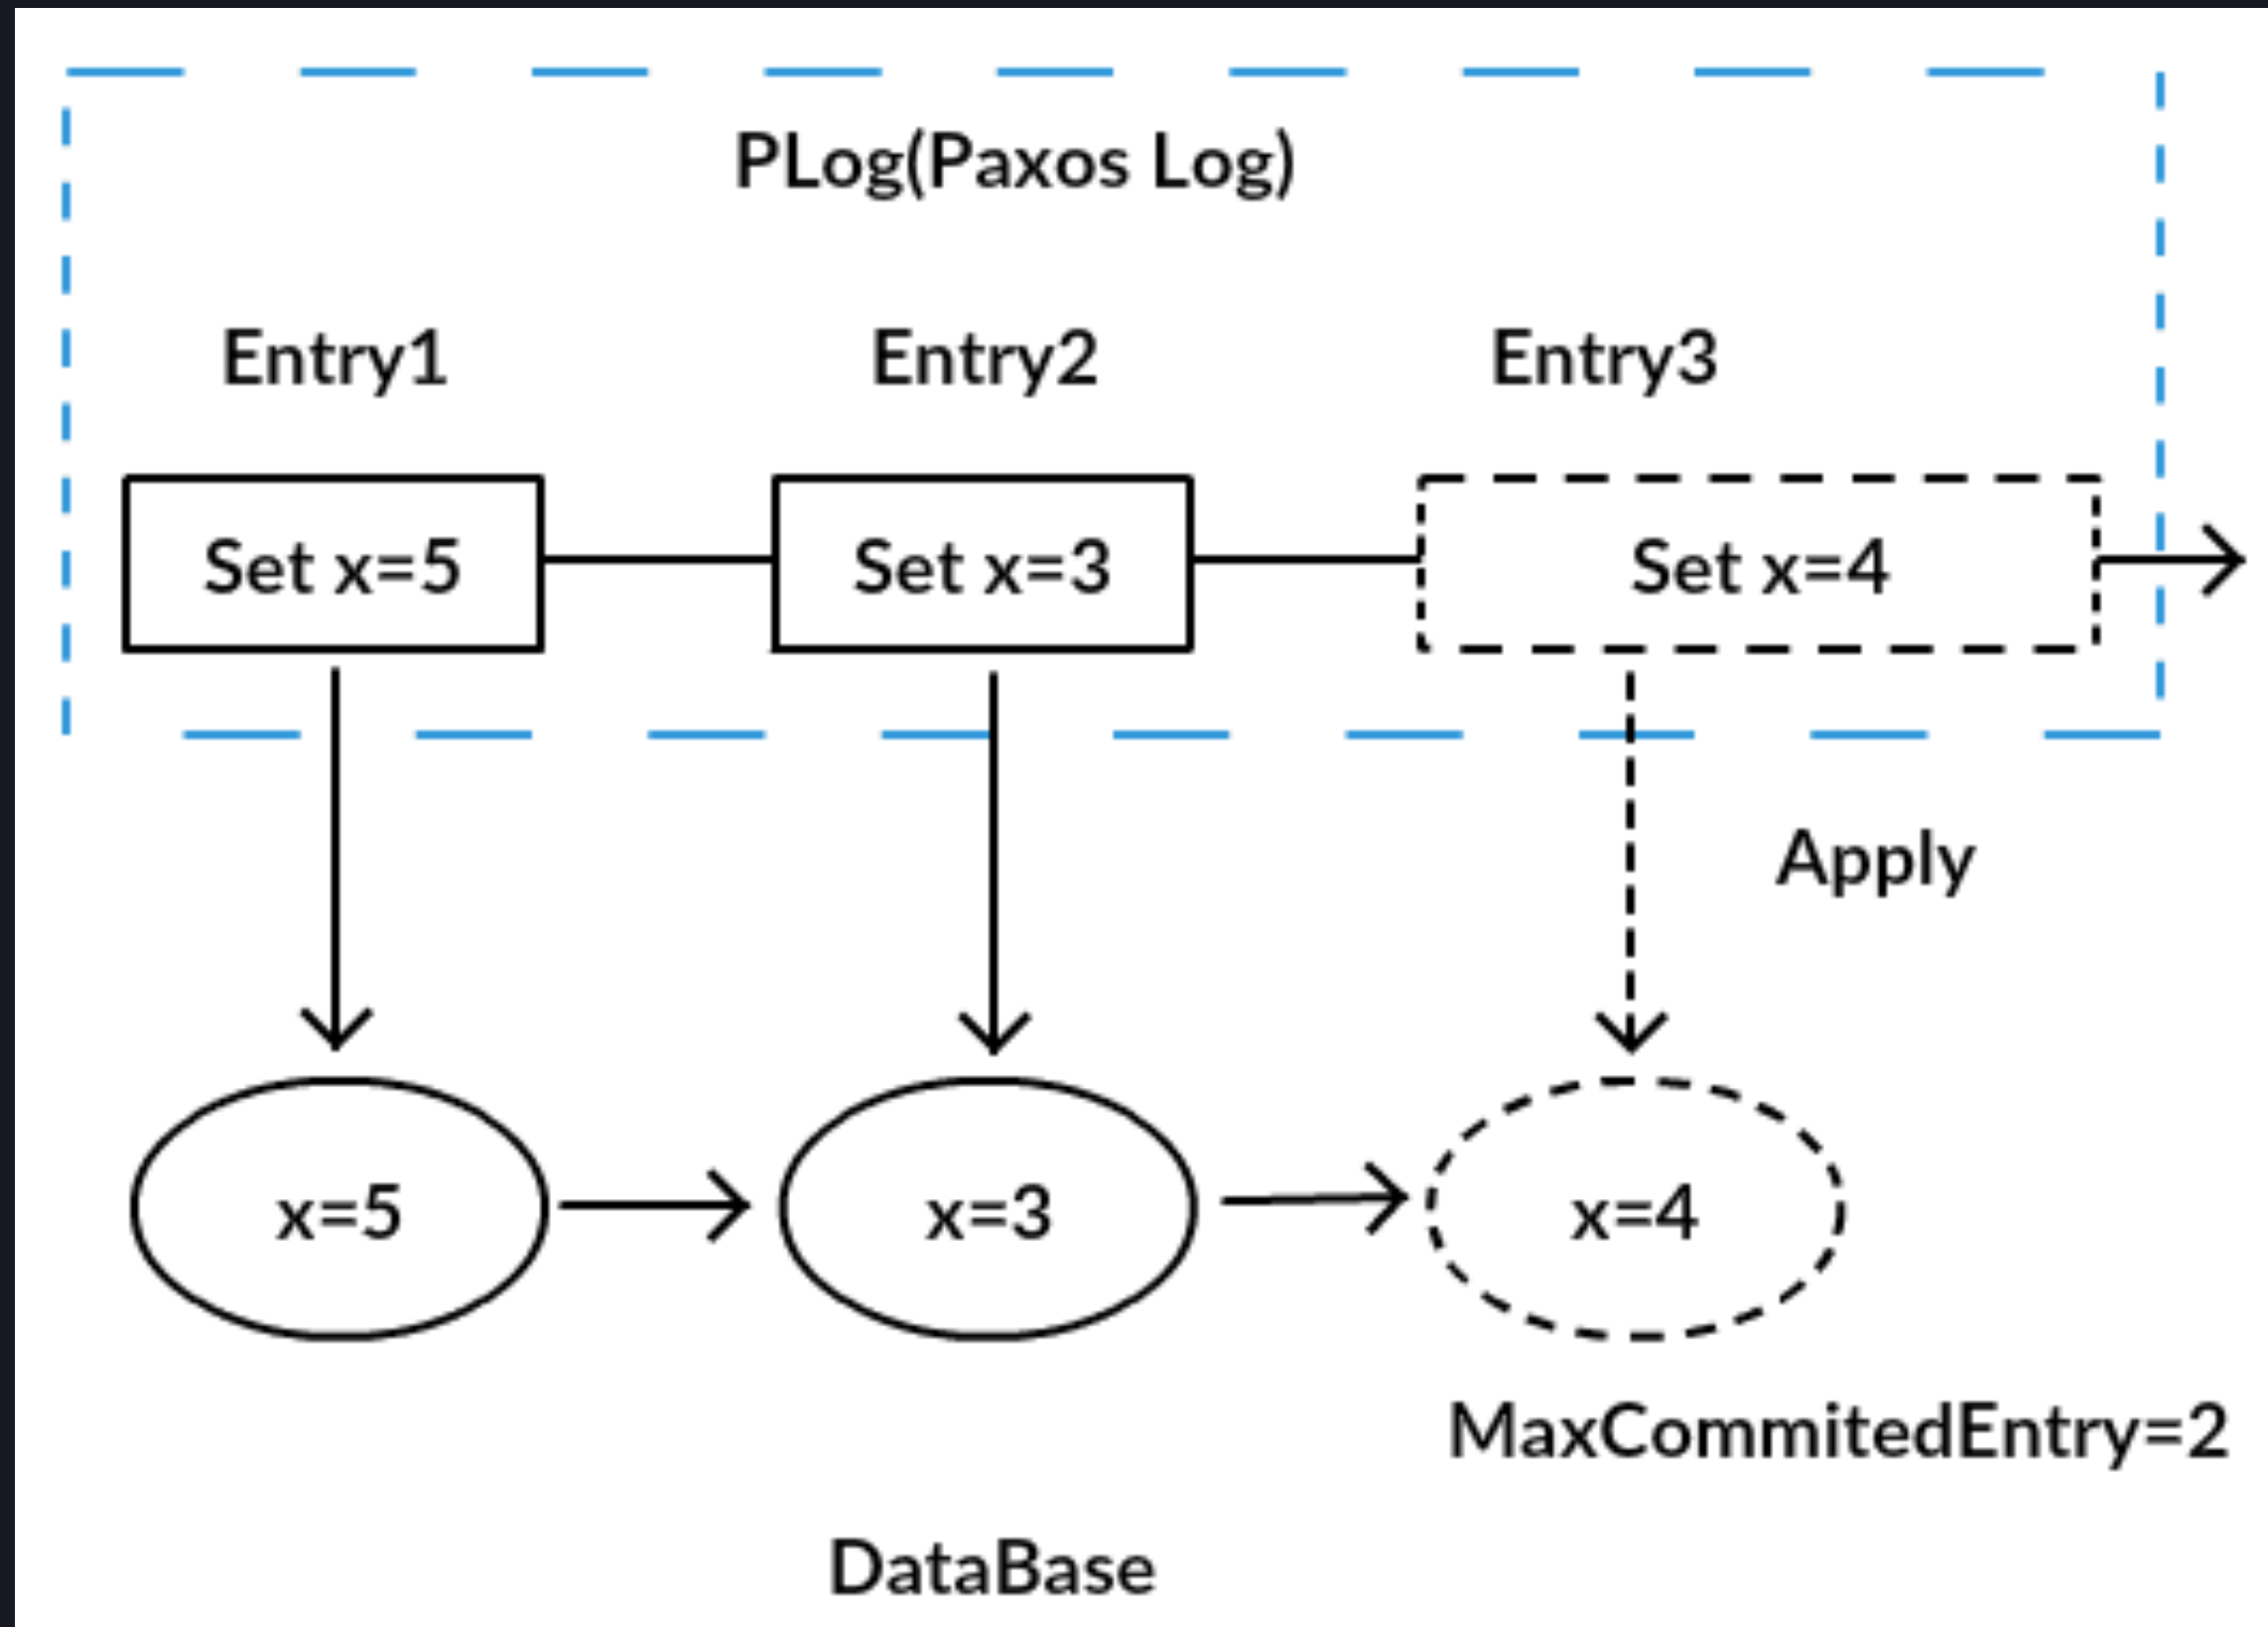 PLog(Paxos Log)
Entry1
Entry2
Entry3
Set x=5
Set x=3
Set x=4
Apply
x=5
x=3
x=4
MaxCommitedEntry=2
DataBase